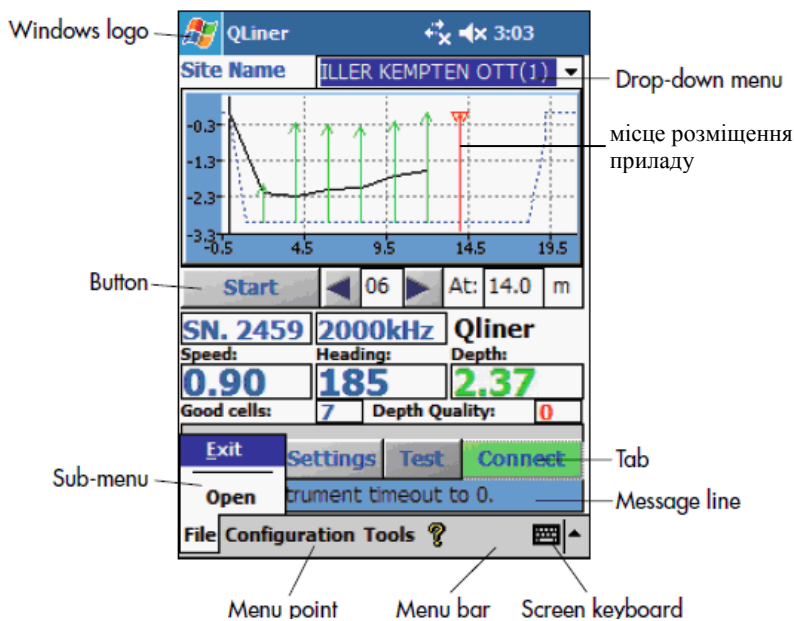 Windows logo
QLiner
3:03
Site Name
ILLER KEMPTEN OTT(1)
Drop-down menu
місце розміщення
приладу
-0.3
-1.3
-2.3
-3.3
-0.5 4.5 9.5 14.5 19.5
Button
Start 06 At: 14.0 m
SN. 2459 2000kHz Qliner
Speed: Heading: Depth:
0.90 185 2.37
Good cells: 7 Depth Quality: 0
Exit
Settings Test Connect
Tab
Sub-menu
Open
trument timeout to 0.
Message line
File Configuration Tools ?
Menu point Menu bar Screen keyboard